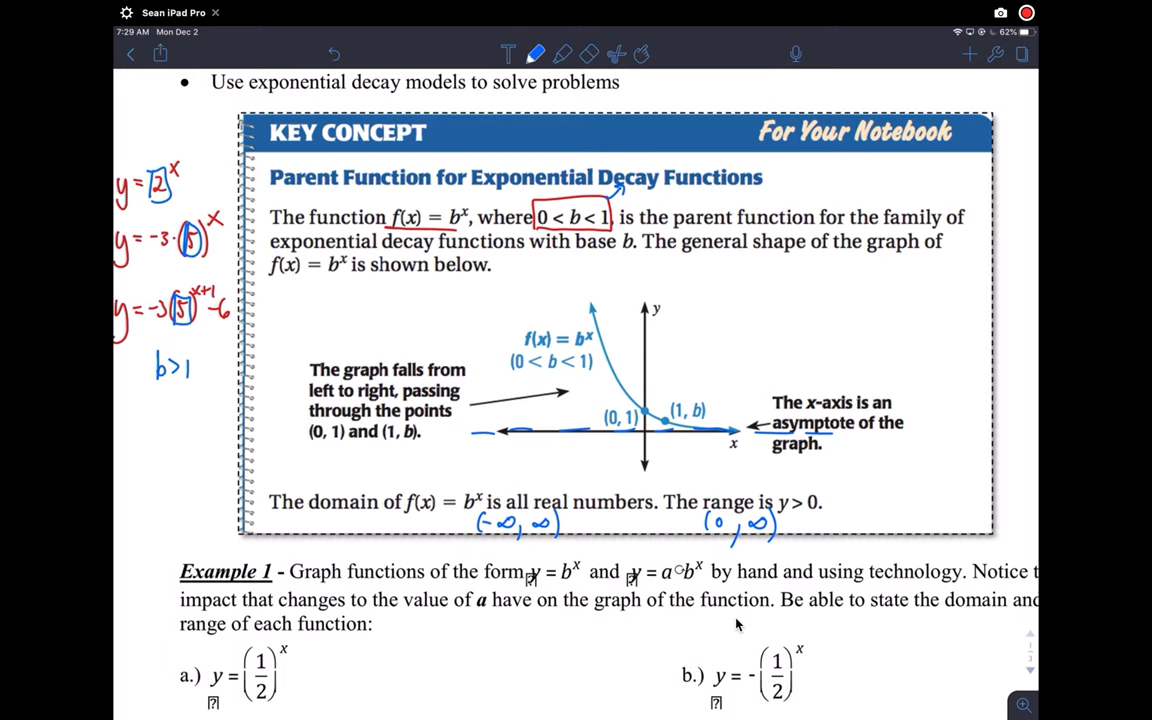 Sean iPad Pro
7:29 AM Mon Dec 2
62%
• Use exponential decay models to solve problems
KEY CONCEPT
For Your Notebook
Parent Function for Exponential Decay Functions
The function f(x) = bˣ, where 0 < b < 1, is the parent function for the family of
exponential decay functions with base b. The general shape of the graph of
f(x) = bˣ is shown below.
y = 2ˣ
y = -3·(5)ˣ
y = -3(5)ˣ⁺¹ -6
b>1
y
f(x) = bˣ
(0 < b < 1)
The graph falls from
left to right, passing
through the points
(0, 1) and (1, b).
(0, 1)
(1, b)
x
The x-axis is an
asymptote of the
graph.
The domain of f(x) = bˣ is all real numbers. The range is y > 0.
(-∞, ∞)
(0, ∞)
Example 1 - Graph functions of the form y = bˣ and y = a bˣ by hand and using technology. Notice t
impact that changes to the value of a have on the graph of the function. Be able to state the domain and
range of each function:
a.) y = (1/2)ˣ
b.) y = -(1/2)ˣ